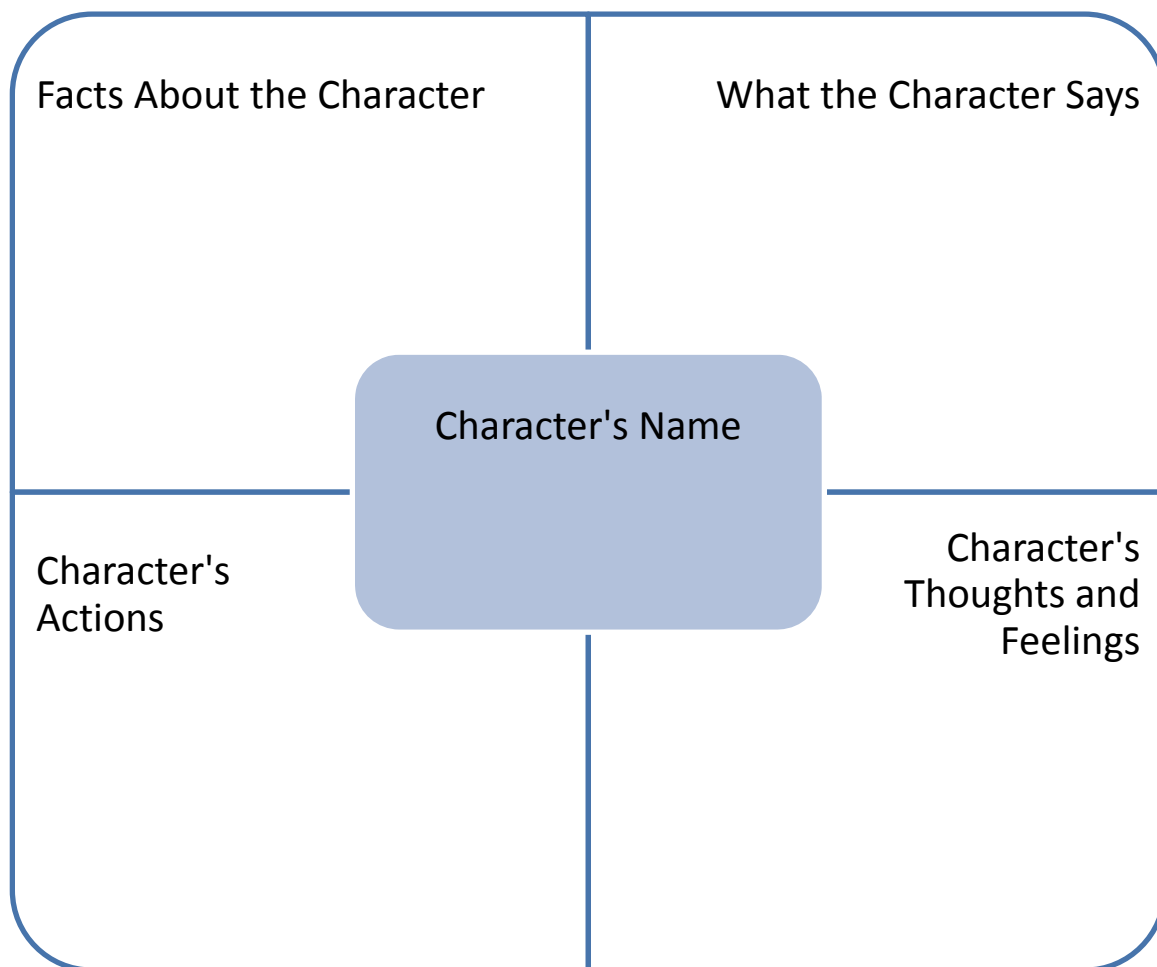 Facts About the Character
What the Character Says
Character's Name
Character's
Actions
Character's
Thoughts and
Feelings